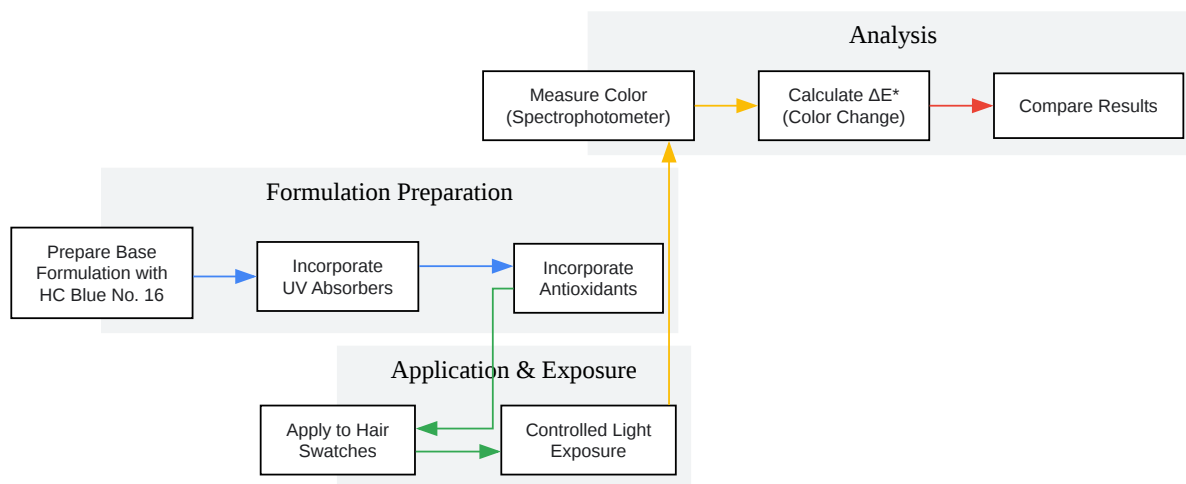 Analysis
Measure Color
(Spectrophotometer)
Calculate ΔE*
(Color Change)
Compare Results
Formulation Preparation
Prepare Base
Formulation with
HC Blue No. 16
Incorporate
UV Absorbers
Incorporate
Antioxidants
Application & Exposure
Apply to Hair
Swatches
Controlled Light
Exposure